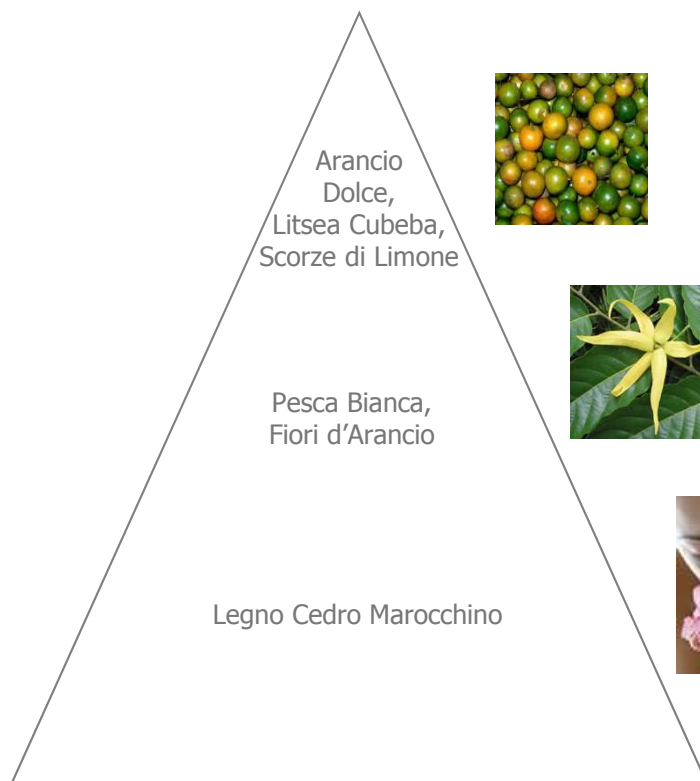 Arancio
Dolce,
Litsea Cubeba,
Scorze di Limone
Pesca Bianca,
Fiori d’Arancio
Legno Cedro Marocchino